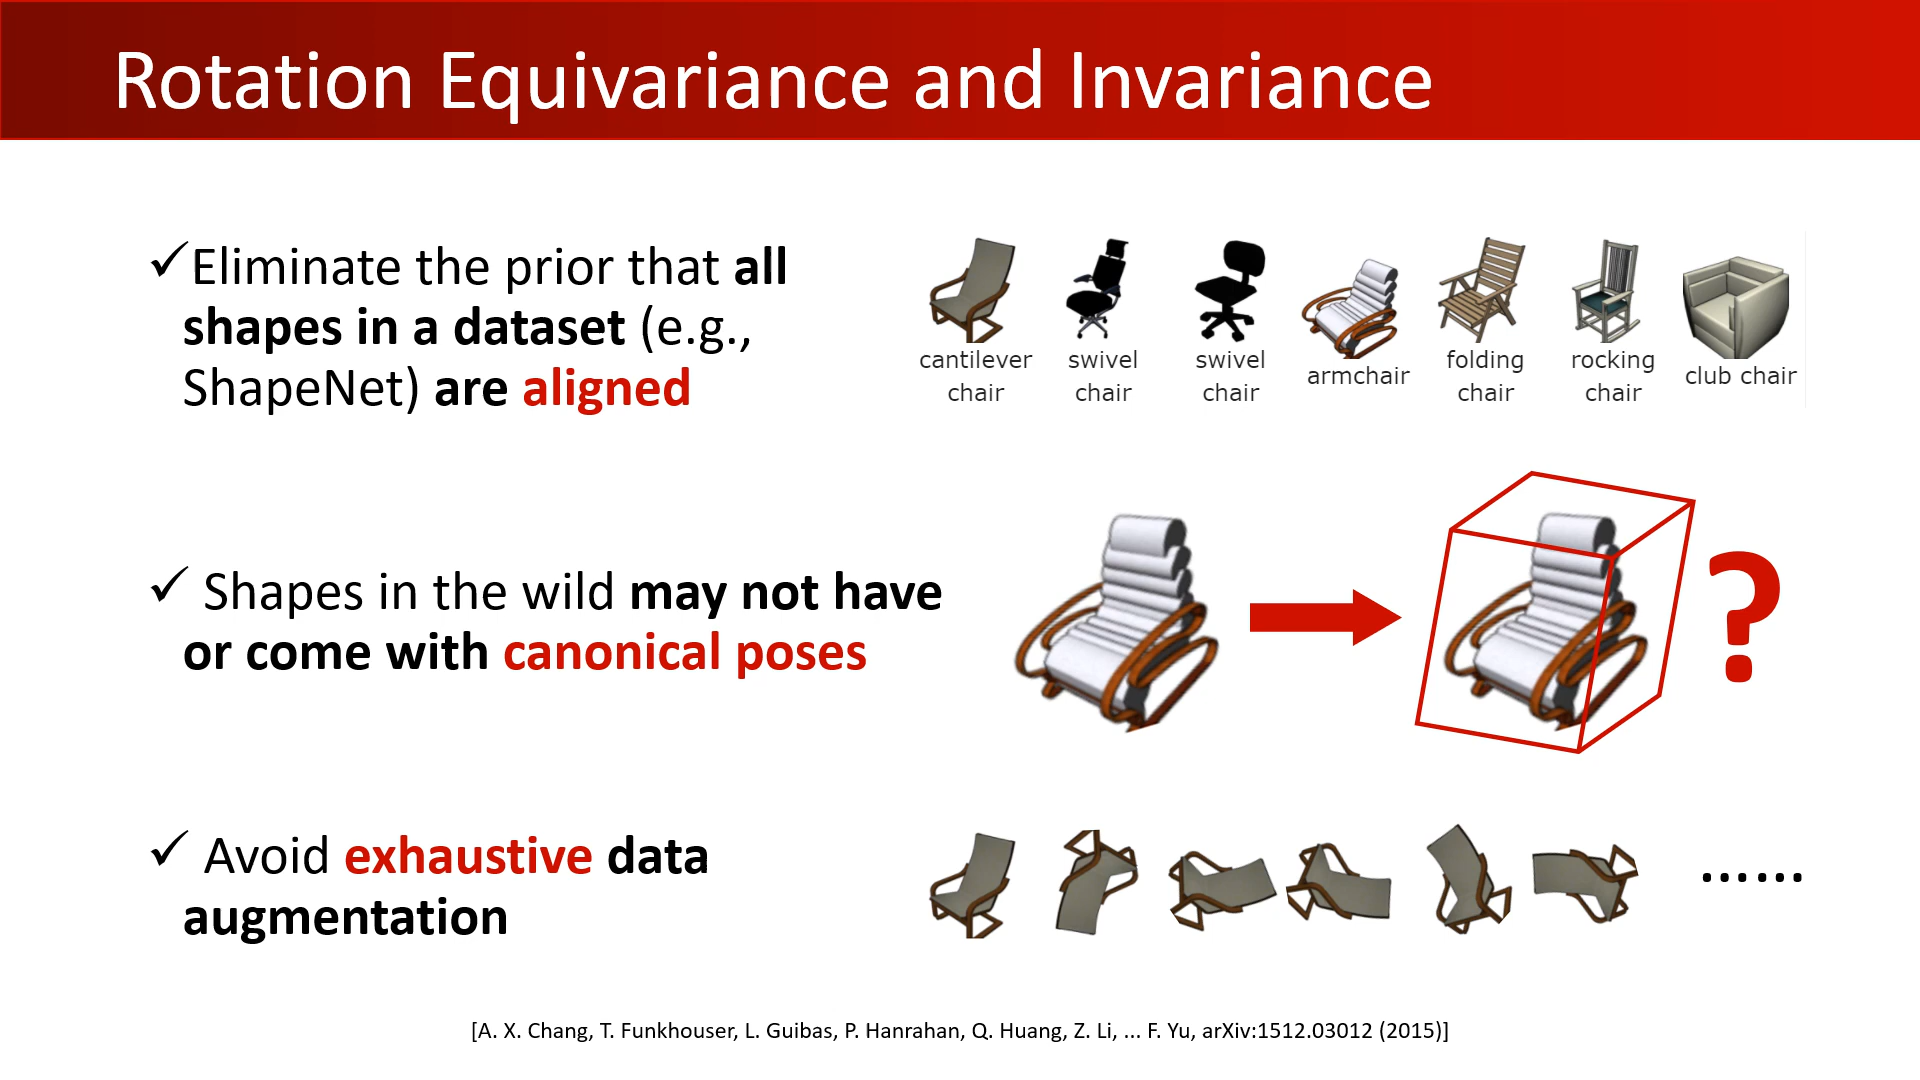 Rotation Equivariance and Invariance
✓Eliminate the prior that all
shapes in a dataset (e.g.,
ShapeNet) are aligned
cantilever
chair
swivel
chair
swivel
chair
armchair
folding
chair
rocking
chair
club chair
✓ Shapes in the wild may not have
or come with canonical poses
?
✓ Avoid exhaustive data
augmentation
......
[A. X. Chang, T. Funkhouser, L. Guibas, P. Hanrahan, Q. Huang, Z. Li, ... F. Yu, arXiv:1512.03012 (2015)]